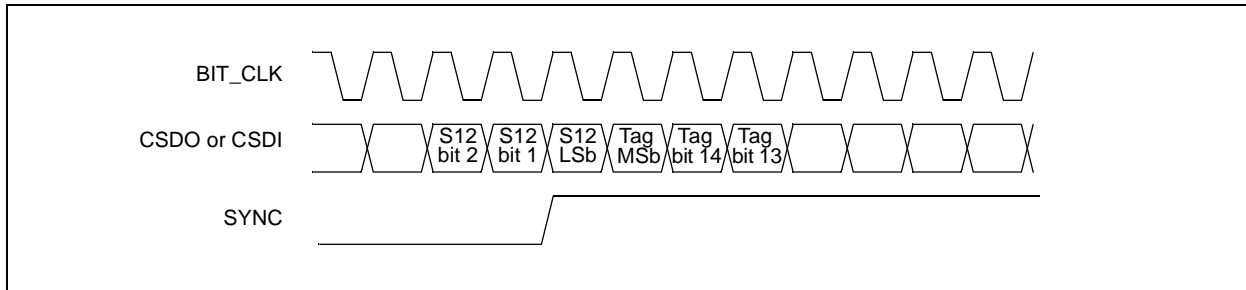 BIT_CLK
CSDO or CSDI
S12 S12 S12 Tag Tag Tag
bit 2 bit 1 LSb MSb bit 14 bit 13
SYNC